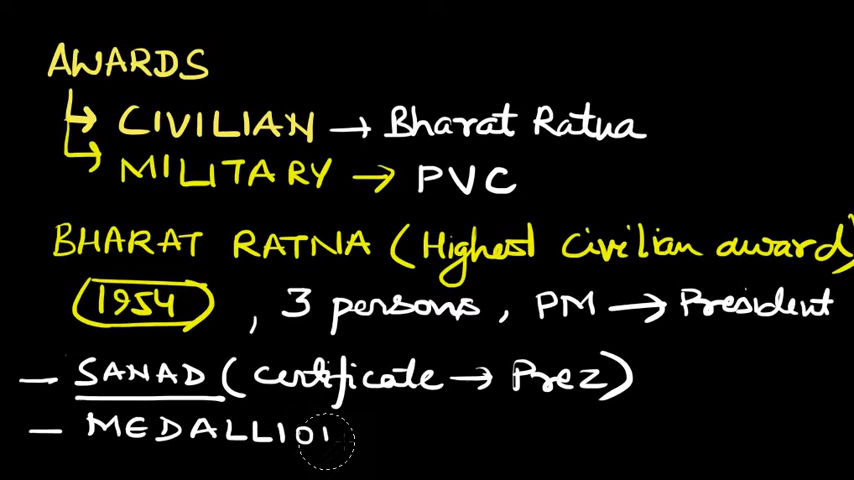 AWARDS
→ CIVILIAN → Bharat Ratna
→ MILITARY → PVC
BHARAT RATNA (Highest Civilian award)
1954 , 3 persons, PM → President
— SANAD (Certificate → Prez)
— MEDALLIO